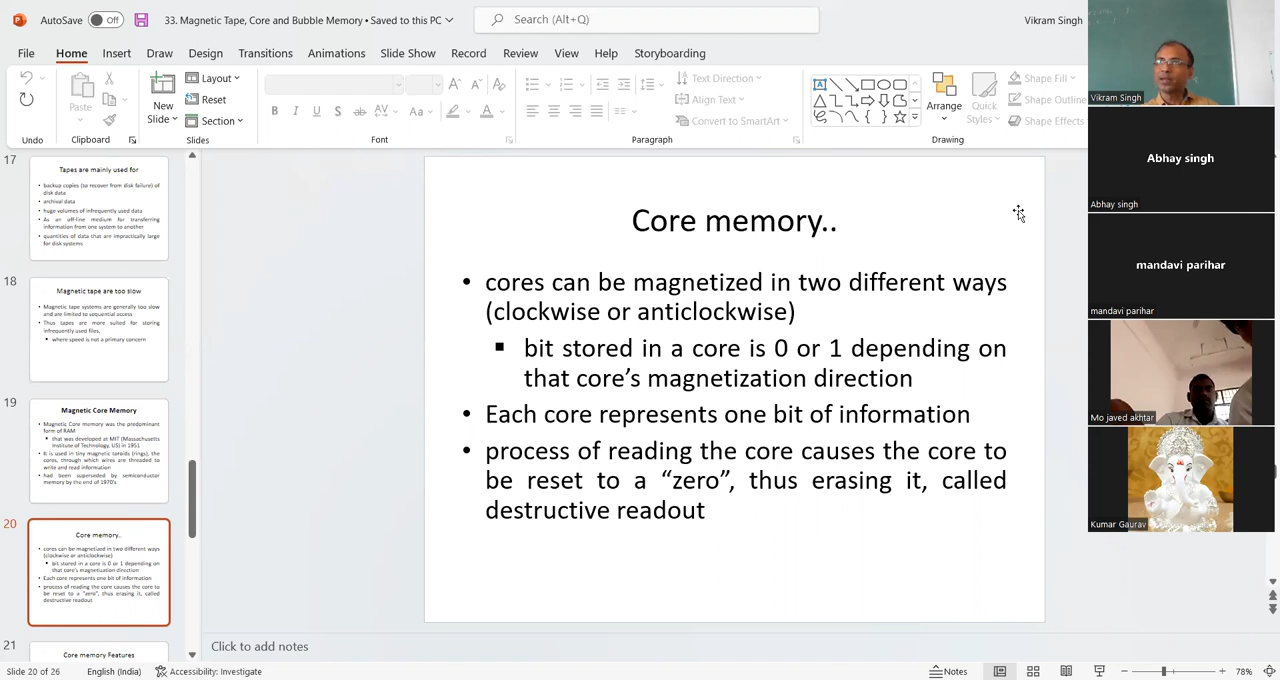 AutoSave Off 33. Magnetic Tape, Core and Bubble Memory • Saved to this PC Search (Alt+Q) Vikram Singh
File Home Insert Draw Design Transitions Animations Slide Show Record Review View Help Storyboarding
Paste
New
Slide
Layout
Reset
Section
B I U S ab AV Aa A
Text Direction
Align Text
Convert to SmartArt
Arrange
Quick
Styles
Shape Fill
Shape Outline
Shape Effects
Undo Clipboard Slides Font Paragraph Drawing
17
Tapes are mainly used for
• backup copies (to recover from disk failure) of
disk data
• archival data
• huge volumes of infrequently used data
• As an off-line medium for transferring
information from one system to another
• quantities of data that are impractically large
for disk systems
18
Magnetic tape are too slow
• Magnetic tape systems are generally too slow
and are limited to sequential access
• Thus tapes are more suited for storing
infrequently used files,
▪ where speed is not a primary concern
19
Magnetic Core Memory
• Magnetic Core Memory was the predominant
form of RAM
▪ that was developed at MIT (Massachusetts
Institute of Technology, US) in 1951
• It is used in tiny magnetic toroids (rings), the
cores, through which wires are threaded to
write and read information
• had been superseded by semiconductor
memory by the end of 1970's
20
Core memory..
• cores can be magnetized in two different ways
(clockwise or anticlockwise)
▪ bit stored in a core is 0 or 1 depending on
that core's magnetization direction
• Each core represents one bit of information
• process of reading the core causes the core to
be reset to a "zero", thus erasing it, called
destructive readout
21
Core memory Features
Core memory..
• cores can be magnetized in two different ways
(clockwise or anticlockwise)
▪ bit stored in a core is 0 or 1 depending on
that core’s magnetization direction
• Each core represents one bit of information
• process of reading the core causes the core to
be reset to a “zero”, thus erasing it, called
destructive readout
Vikram Singh
Abhay singh
Abhay singh
mandavi parihar
mandavi parihar
Mo javed akhtar
Kumar Gaurav
Click to add notes
Slide 20 of 26 English (India) Accessibility: Investigate Notes 78%